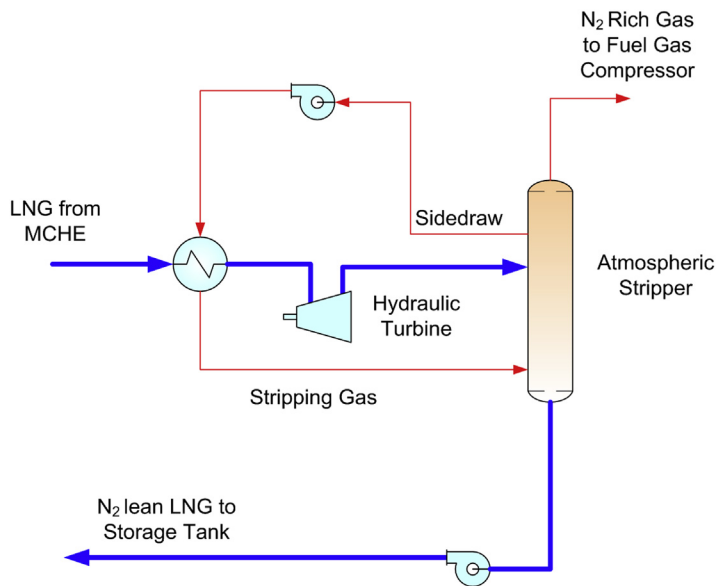 N2 Rich Gas
to Fuel Gas
Compressor
LNG from
MCHE
Sidedraw
Atmospheric
Stripper
Hydraulic
Turbine
Stripping Gas
N2 lean LNG to
Storage Tank